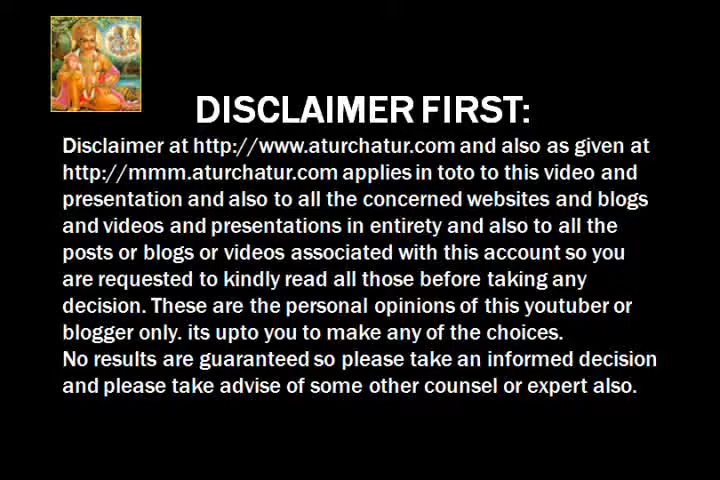 DISCLAIMER FIRST:
Disclaimer at http://www.aturchatur.com and also as given at
http://mmm.aturchatur.com applies in toto to this video and
presentation and also to all the concerned websites and blogs
and videos and presentations in entirety and also to all the
posts or blogs or videos associated with this account so you
are requested to kindly read all those before taking any
decision. These are the personal opinions of this youtuber or
blogger only. its upto you to make any of the choices.
No results are guaranteed so please take an informed decision
and please take advise of some other counsel or expert also.